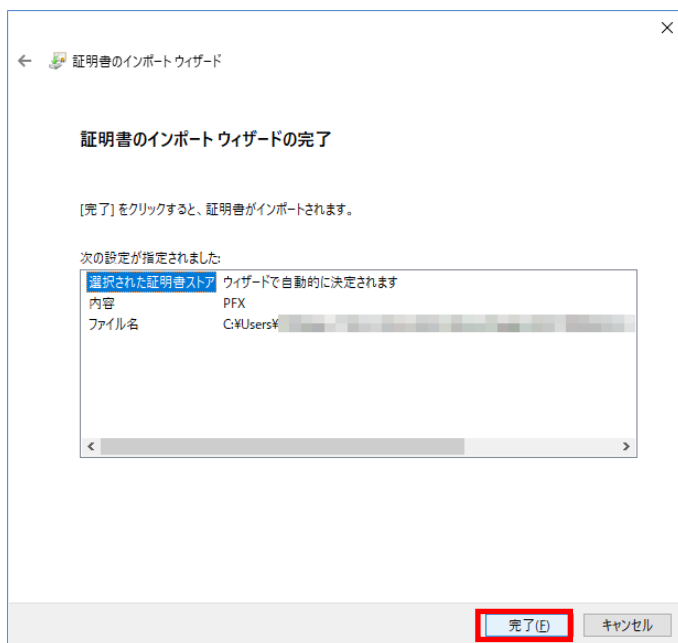 証明書のインポート ウィザード
証明書のインポート ウィザードの完了
[完了] をクリックすると、証明書がインポートされます。
次の設定が指定されました:
選択された証明書ストア ウィザードで自動的に決定されます
内容 PFX
ファイル名 C:¥Users¥
完了(F) キャンセル